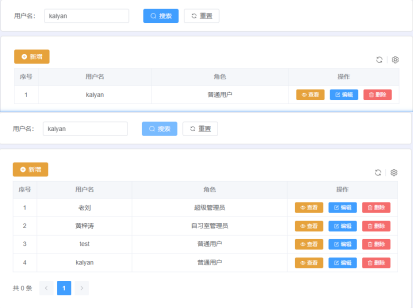 用户名： kaiyan 搜索 重置
新增
序号 用户名 角色 操作
1 kaiyan 普通用户 查看 编辑 删除
用户名： kaiyan 搜索 重置
新增
序号 用户名 角色 操作
1 老刘 超级管理员 查看 编辑 删除
2 黄梓涛 自习室管理员 查看 编辑 删除
3 test 普通用户 查看 编辑 删除
4 kaiyan 普通用户 查看 编辑 删除
共 0 条 1